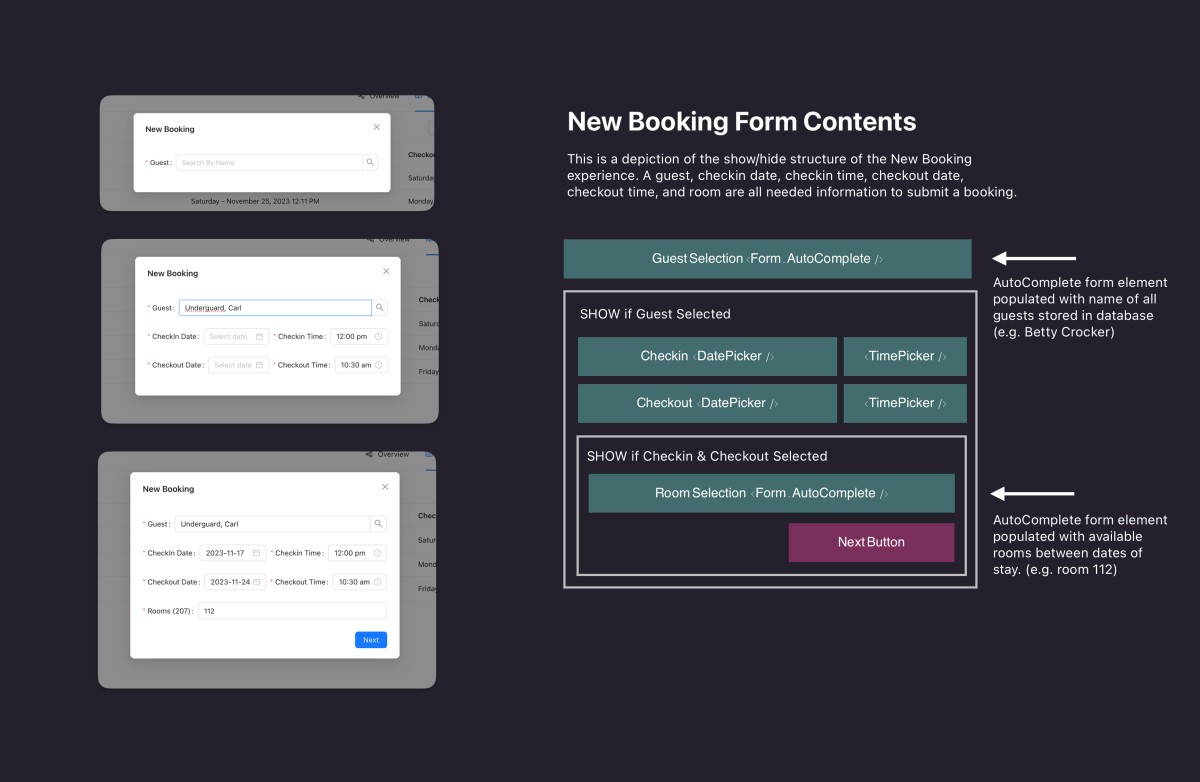 Overview
New Booking
* Guest : Search By Name
Checkou
Saturday
Saturday - November 25, 2023 12:11 PM
Monday
Overview
New Booking
* Guest : Underguard, Carl
Check
* CheckIn Date : Select date
* Checkin Time : 12:00 pm
Saturd
Monda
* Checkout Date : Select date
* Checkout Time : 10:30 am
Friday
Overview
New Booking
* Guest : Underguard, Carl
Chec
* CheckIn Date : 2023-11-17
* Checkin Time : 12:00 pm
Satur
Mond
* Checkout Date : 2023-11-24
* Checkout Time : 10:30 am
Friday
* Rooms (207) : 112
Next
New Booking Form Contents
This is a depiction of the show/hide structure of the New Booking
experience. A guest, checkin date, checkin time, checkout date,
checkout time, and room are all needed information to submit a booking.
Guest Selection <Form.AutoComplete />
SHOW if Guest Selected
Checkin <DatePicker />
<TimePicker />
Checkout <DatePicker />
<TimePicker />
SHOW if Checkin & Checkout Selected
Room Selection <Form.AutoComplete />
Next Button
AutoComplete form element
populated with name of all
guests stored in database
(e.g. Betty Crocker)
AutoComplete form element
populated with available
rooms between dates of
stay. (e.g. room 112)